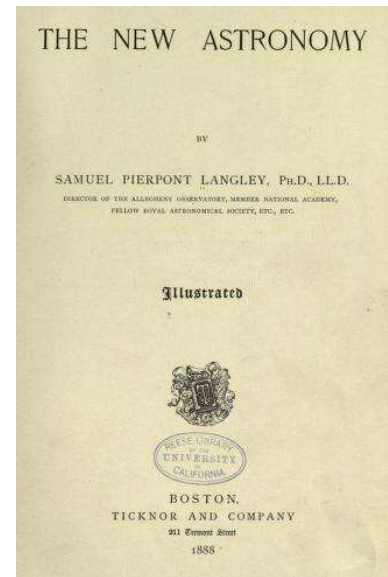 THE NEW ASTRONOMY
BY
SAMUEL PIERPONT LANGLEY, PH.D., LL.D.
DIRECTOR OF THE ALLEGHENY OBSERVATORY, MEMBER NATIONAL ACADEMY,
FELLOW ROYAL ASTRONOMICAL SOCIETY, ETC., ETC.
Illustrated
REESE LIBRARY
OF THE
UNIVERSITY
OF
CALIFORNIA
BOSTON,
TICKNOR AND COMPANY
211 Tremont Street
1888